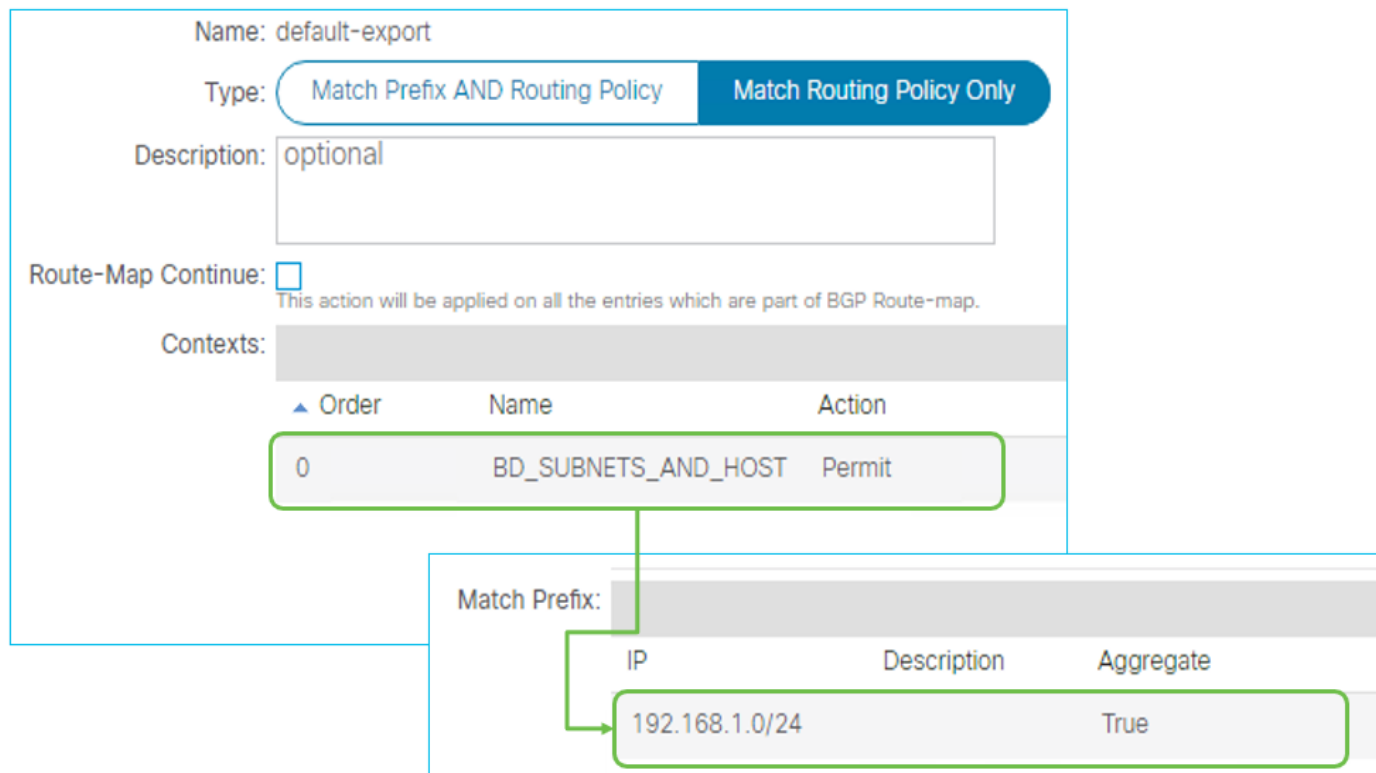 Name: default-export
Type: Match Prefix AND Routing Policy Match Routing Policy Only
Description: optional
Route-Map Continue:
This action will be applied on all the entries which are part of BGP Route-map.
Contexts:
Order Name Action
0 BD_SUBNETS_AND_HOST Permit
Match Prefix:
IP Description Aggregate
192.168.1.0/24 True